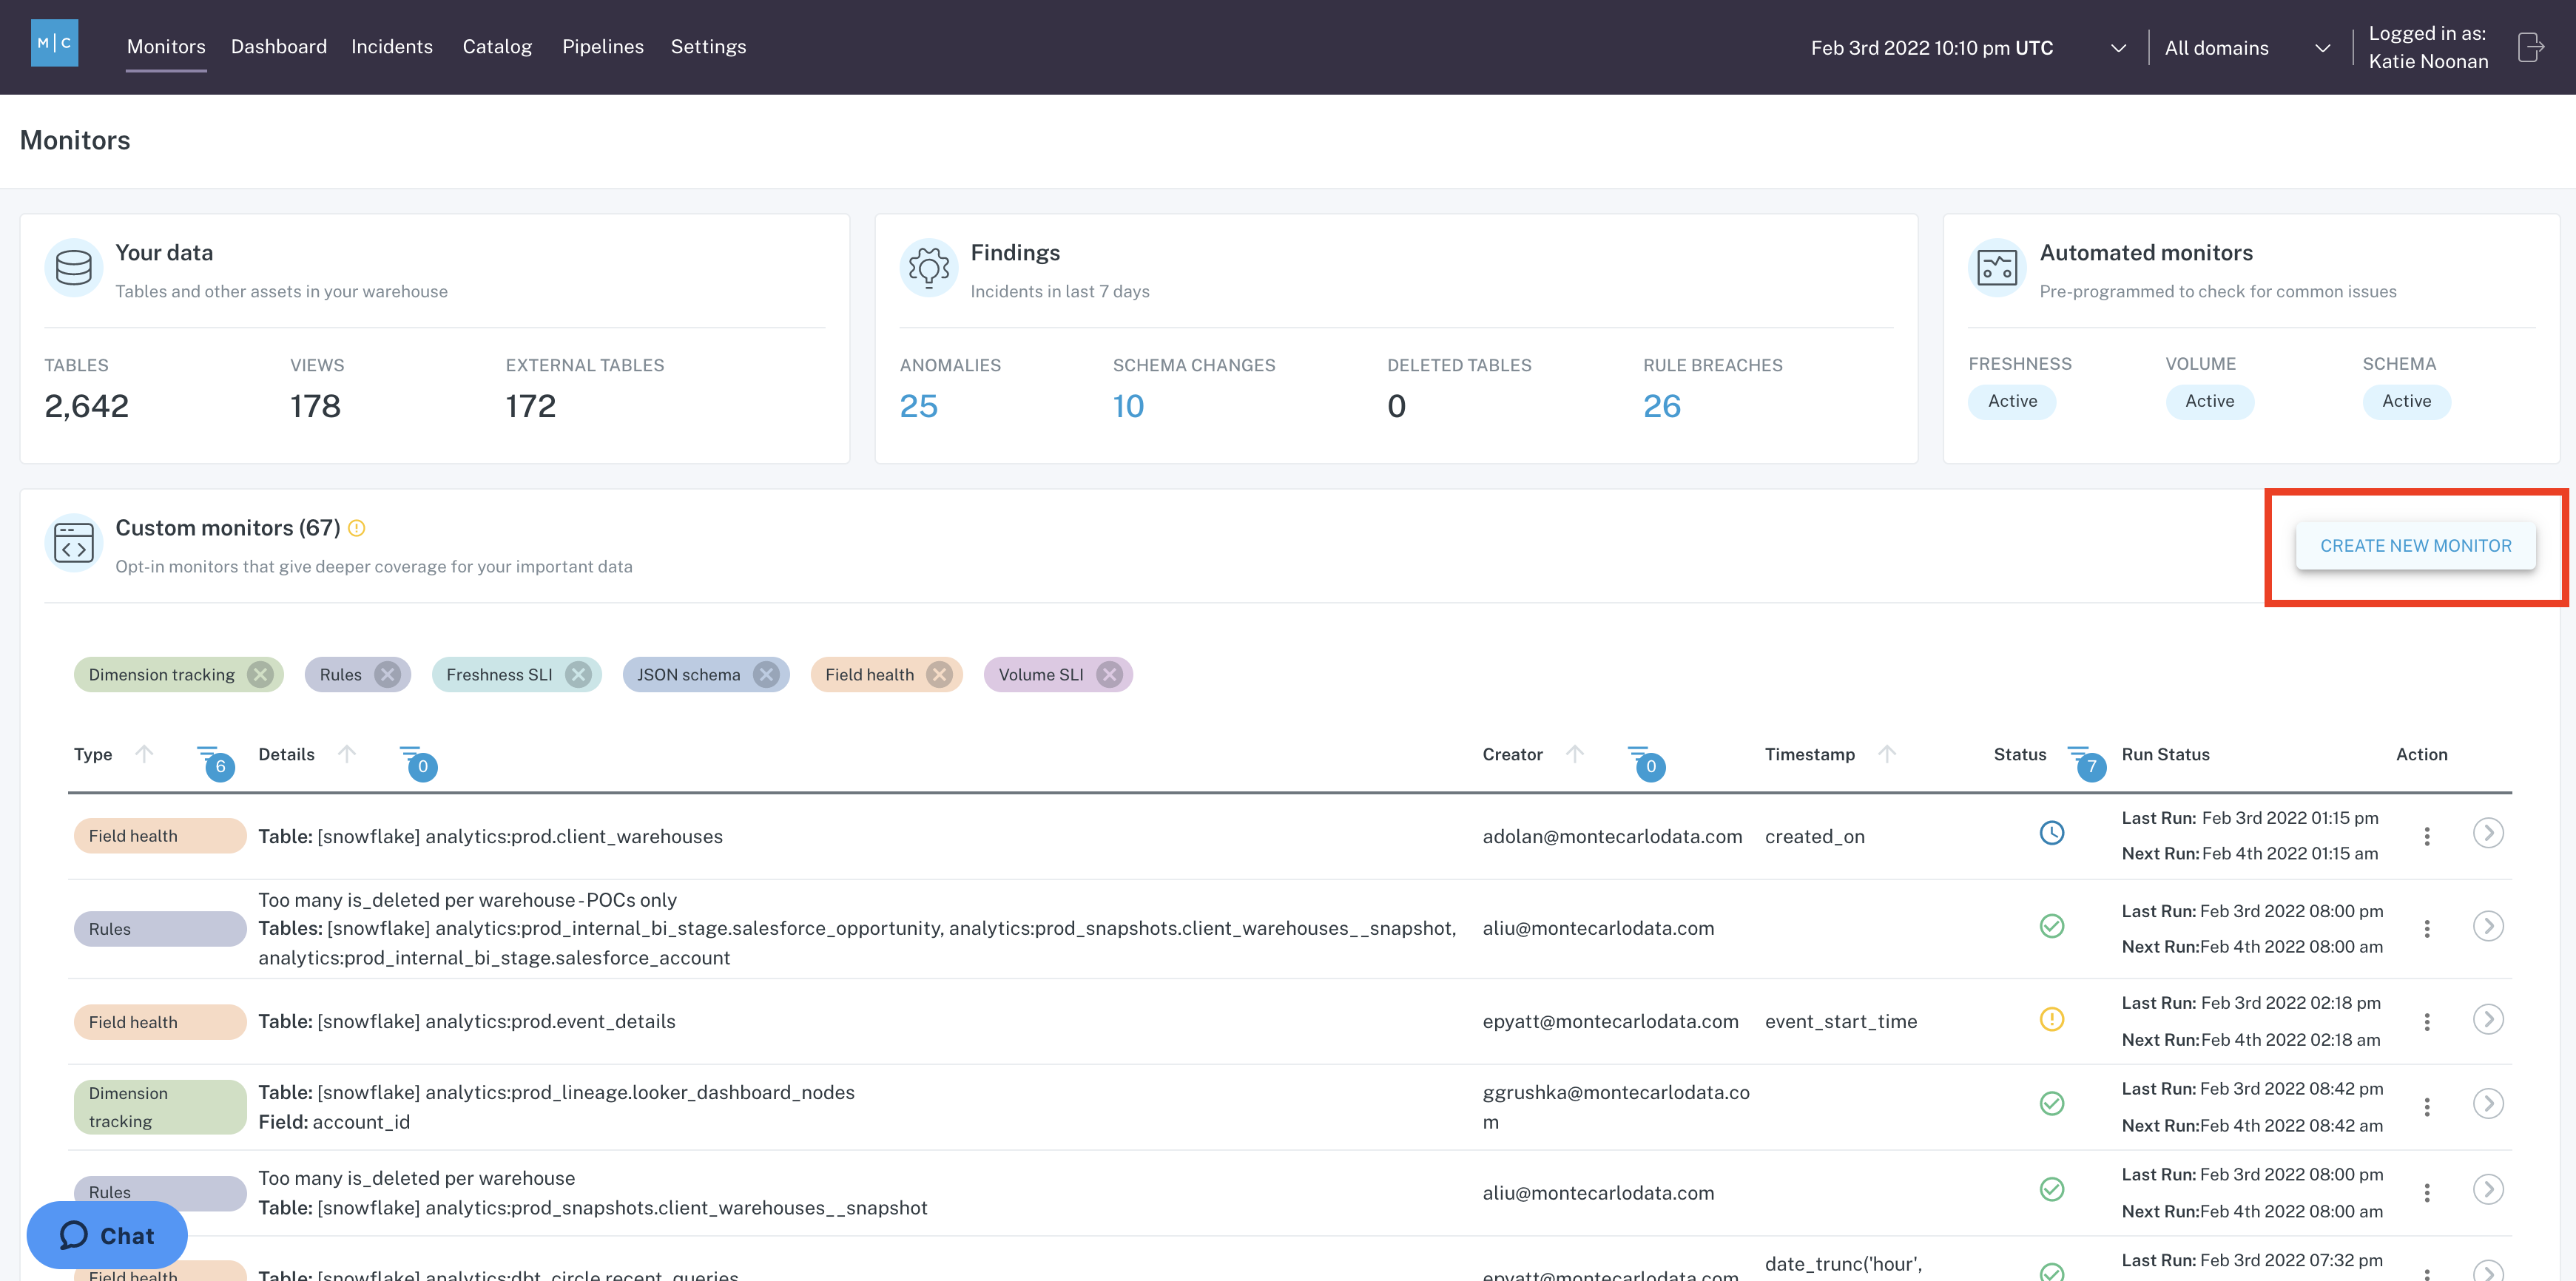 M|C
Monitors
Dashboard
Incidents
Catalog
Pipelines
Settings
Feb 3rd 2022 10:10 pm UTC
All domains
Logged in as:
Katie Noonan
Monitors
Your data
Tables and other assets in your warehouse
TABLES
VIEWS
EXTERNAL TABLES
2,642
178
172
Findings
Incidents in last 7 days
ANOMALIES
SCHEMA CHANGES
DELETED TABLES
RULE BREACHES
25
10
0
26
Automated monitors
Pre-programmed to check for common issues
FRESHNESS
VOLUME
SCHEMA
Active
Active
Active
Custom monitors (67)
Opt-in monitors that give deeper coverage for your important data
CREATE NEW MONITOR
Dimension tracking
Rules
Freshness SLI
JSON schema
Field health
Volume SLI
Type
6
Details
0
Creator
0
Timestamp
Status
7
Run Status
Action
Field health
Table: [snowflake] analytics:prod.client_warehouses
adolan@montecarlodata.com
created_on
Last Run: Feb 3rd 2022 01:15 pm
Next Run:Feb 4th 2022 01:15 am
Rules
Too many is_deleted per warehouse - POCs only
Tables: [snowflake] analytics:prod_internal_bi_stage.salesforce_opportunity, analytics:prod_snapshots.client_warehouses__snapshot,
analytics:prod_internal_bi_stage.salesforce_account
aliu@montecarlodata.com
Last Run: Feb 3rd 2022 08:00 pm
Next Run:Feb 4th 2022 08:00 am
Field health
Table: [snowflake] analytics:prod.event_details
epyatt@montecarlodata.com
event_start_time
Last Run: Feb 3rd 2022 02:18 pm
Next Run:Feb 4th 2022 02:18 am
Dimension
tracking
Table: [snowflake] analytics:prod_lineage.looker_dashboard_nodes
Field: account_id
ggrushka@montecarlodata.co
m
Last Run: Feb 3rd 2022 08:42 pm
Next Run:Feb 4th 2022 08:42 am
Rules
Too many is_deleted per warehouse
Table: [snowflake] analytics:prod_snapshots.client_warehouses__snapshot
aliu@montecarlodata.com
Last Run: Feb 3rd 2022 08:00 pm
Next Run:Feb 4th 2022 08:00 am
Chat
Field health
Table: [snowflake] analytics:dbt_circle.recent_queries
epyatt@montecarlodata.com
date_trunc('hour',
Last Run: Feb 3rd 2022 07:32 pm